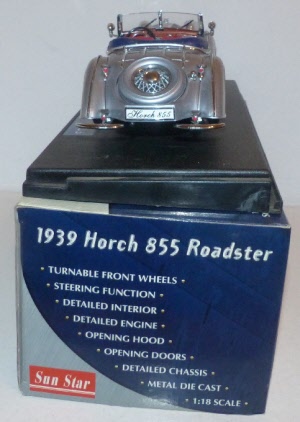 Horch 855
1939 Horch 855 Roadster
• TURNABLE FRONT WHEELS •
• STEERING FUNCTION •
• DETAILED INTERIOR •
• DETAILED ENGINE •
• OPENING HOOD •
• OPENING DOORS •
• DETAILED CHASSIS •
• METAL DIE CAST •
• 1:18 SCALE •
Sun Star